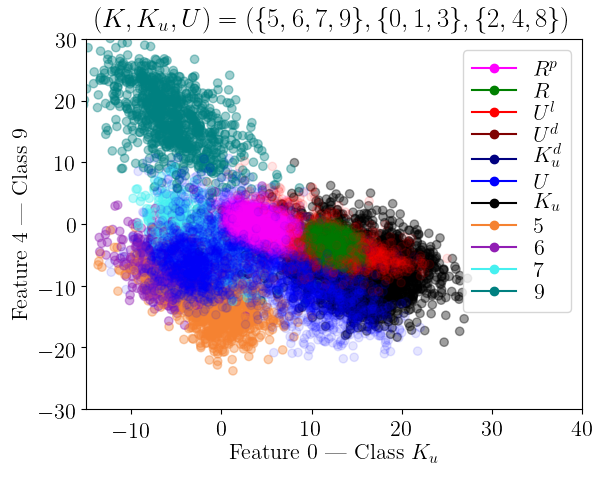 (K, K_u, U) = ({5, 6, 7, 9}, {0, 1, 3}, {2, 4, 8})
30
20
10
0
−10
−20
−30
Feature 4 — Class 9
R^p
R
U^l
U^d
K_u^d
U
K_u
5
6
7
9
−10
0
10
20
30
40
Feature 0 — Class K_u